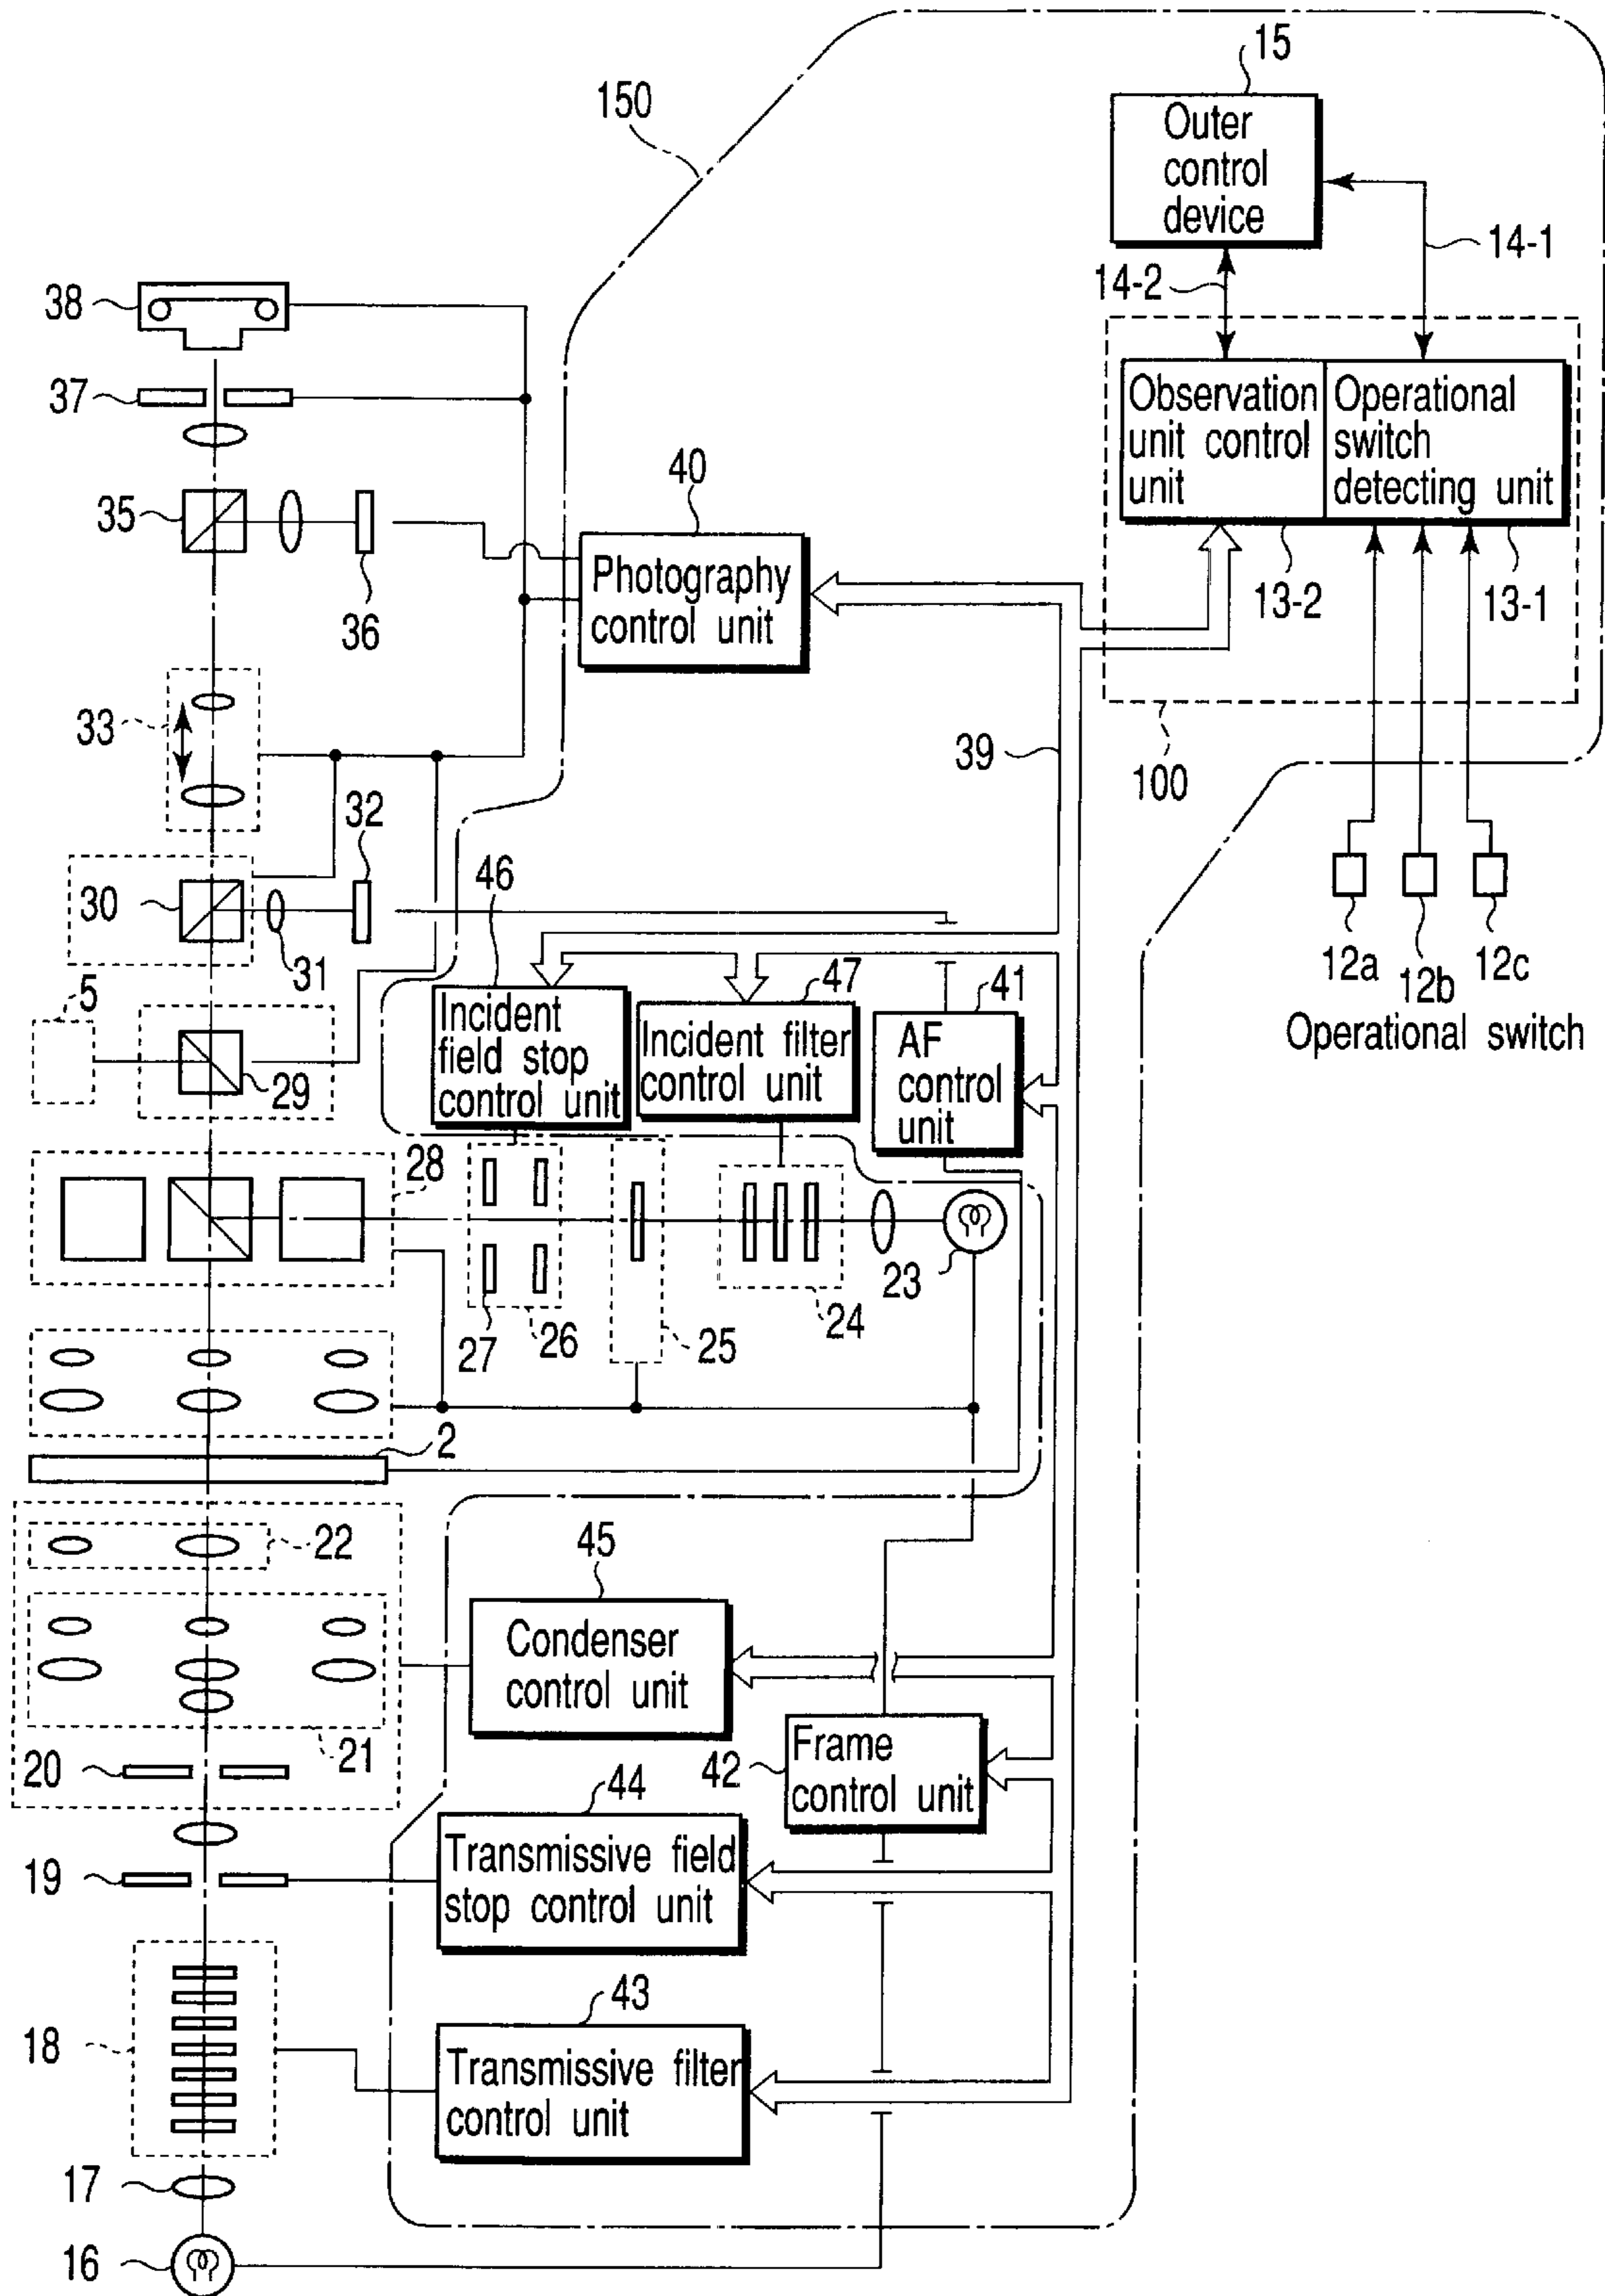 15
150
Outer
control
device
14-1
14-2
38
37
Observation
unit control
unit
Operational
switch
detecting unit
40
35
13-2
13-1
Photography
control unit
36
33
39
100
32
46
30
12a
12b
12c
31
47
41
5
Operational switch
Incident
field stop
control unit
Incident filter
control unit
AF
control
unit
29
28
23
24
27
26
25
2
22
45
Condenser
control unit
21
20
42
Frame
control unit
44
19
Transmissive field
stop control unit
43
18
Transmissive filter
control unit
17
16